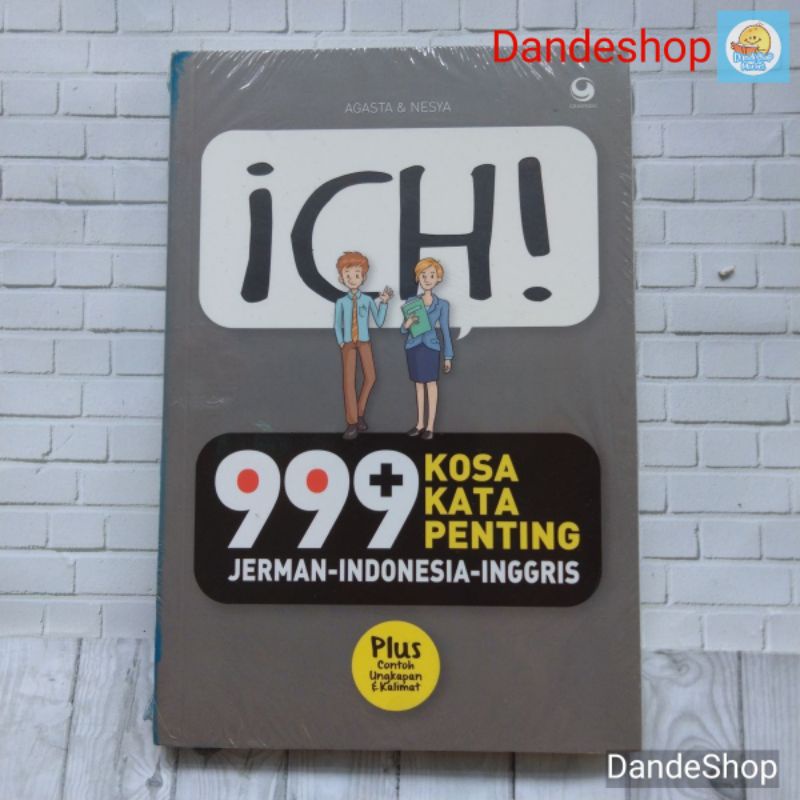 Dandeshop
AGASTA & NESYA
iCH!
999+
KOSA
KATA
PENTING
JERMAN-INDONESIA-INGGRIS
Plus
Contoh
Ungkapan
& Kalimat
DandeShop